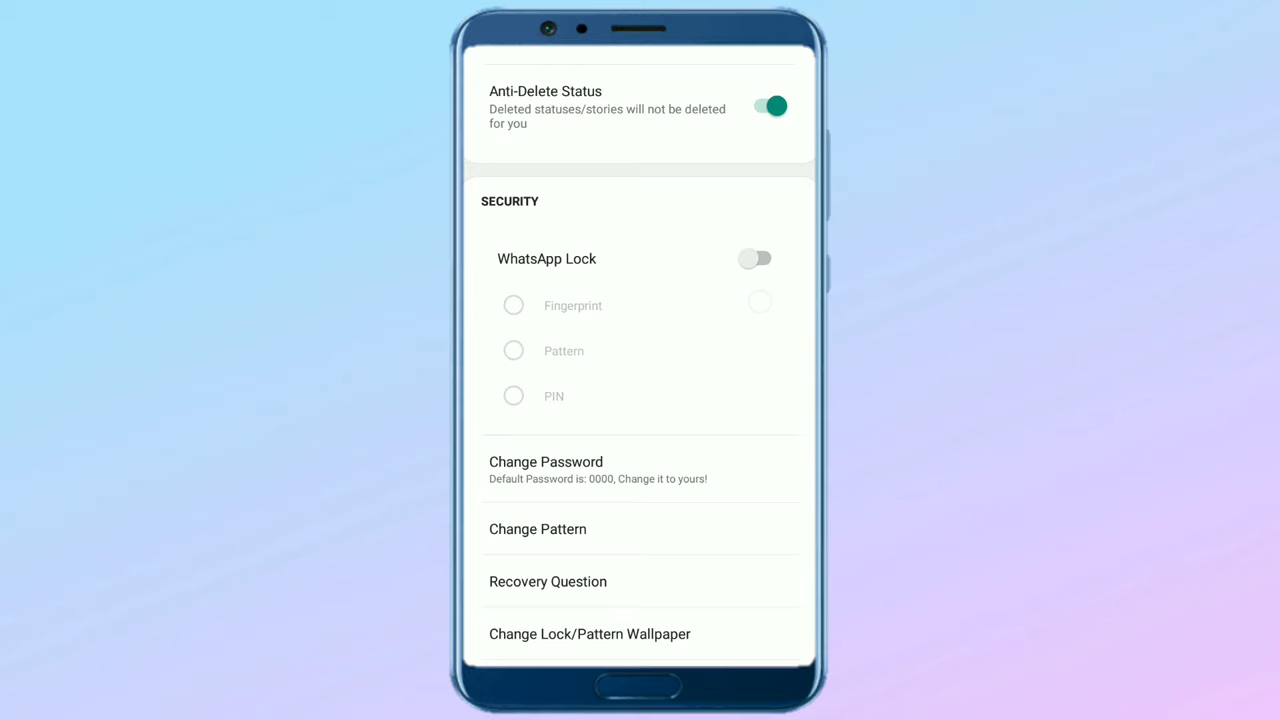 Anti-Delete Status
Deleted statuses/stories will not be deleted
for you
SECURITY
WhatsApp Lock
Fingerprint
Pattern
PIN
Change Password
Default Password is: 0000, Change it to yours!
Change Pattern
Recovery Question
Change Lock/Pattern Wallpaper